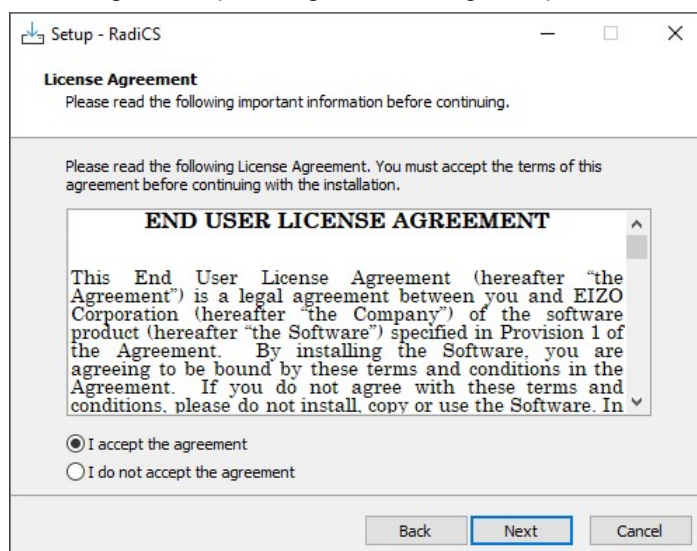 Setup - RadiCS
License Agreement
Please read the following important information before continuing.
Please read the following License Agreement. You must accept the terms of this
agreement before continuing with the installation.
END USER LICENSE AGREEMENT
This End User License Agreement (hereafter “the
Agreement”) is a legal agreement between you and EIZO
Corporation (hereafter “the Company”) of the software
product (hereafter “the Software”) specified in Provision 1 of
the Agreement. By installing the Software, you are
agreeing to be bound by these terms and conditions in the
Agreement. If you do not agree with these terms and
conditions, please do not install, copy or use the Software. In
I accept the agreement
I do not accept the agreement
Back Next Cancel